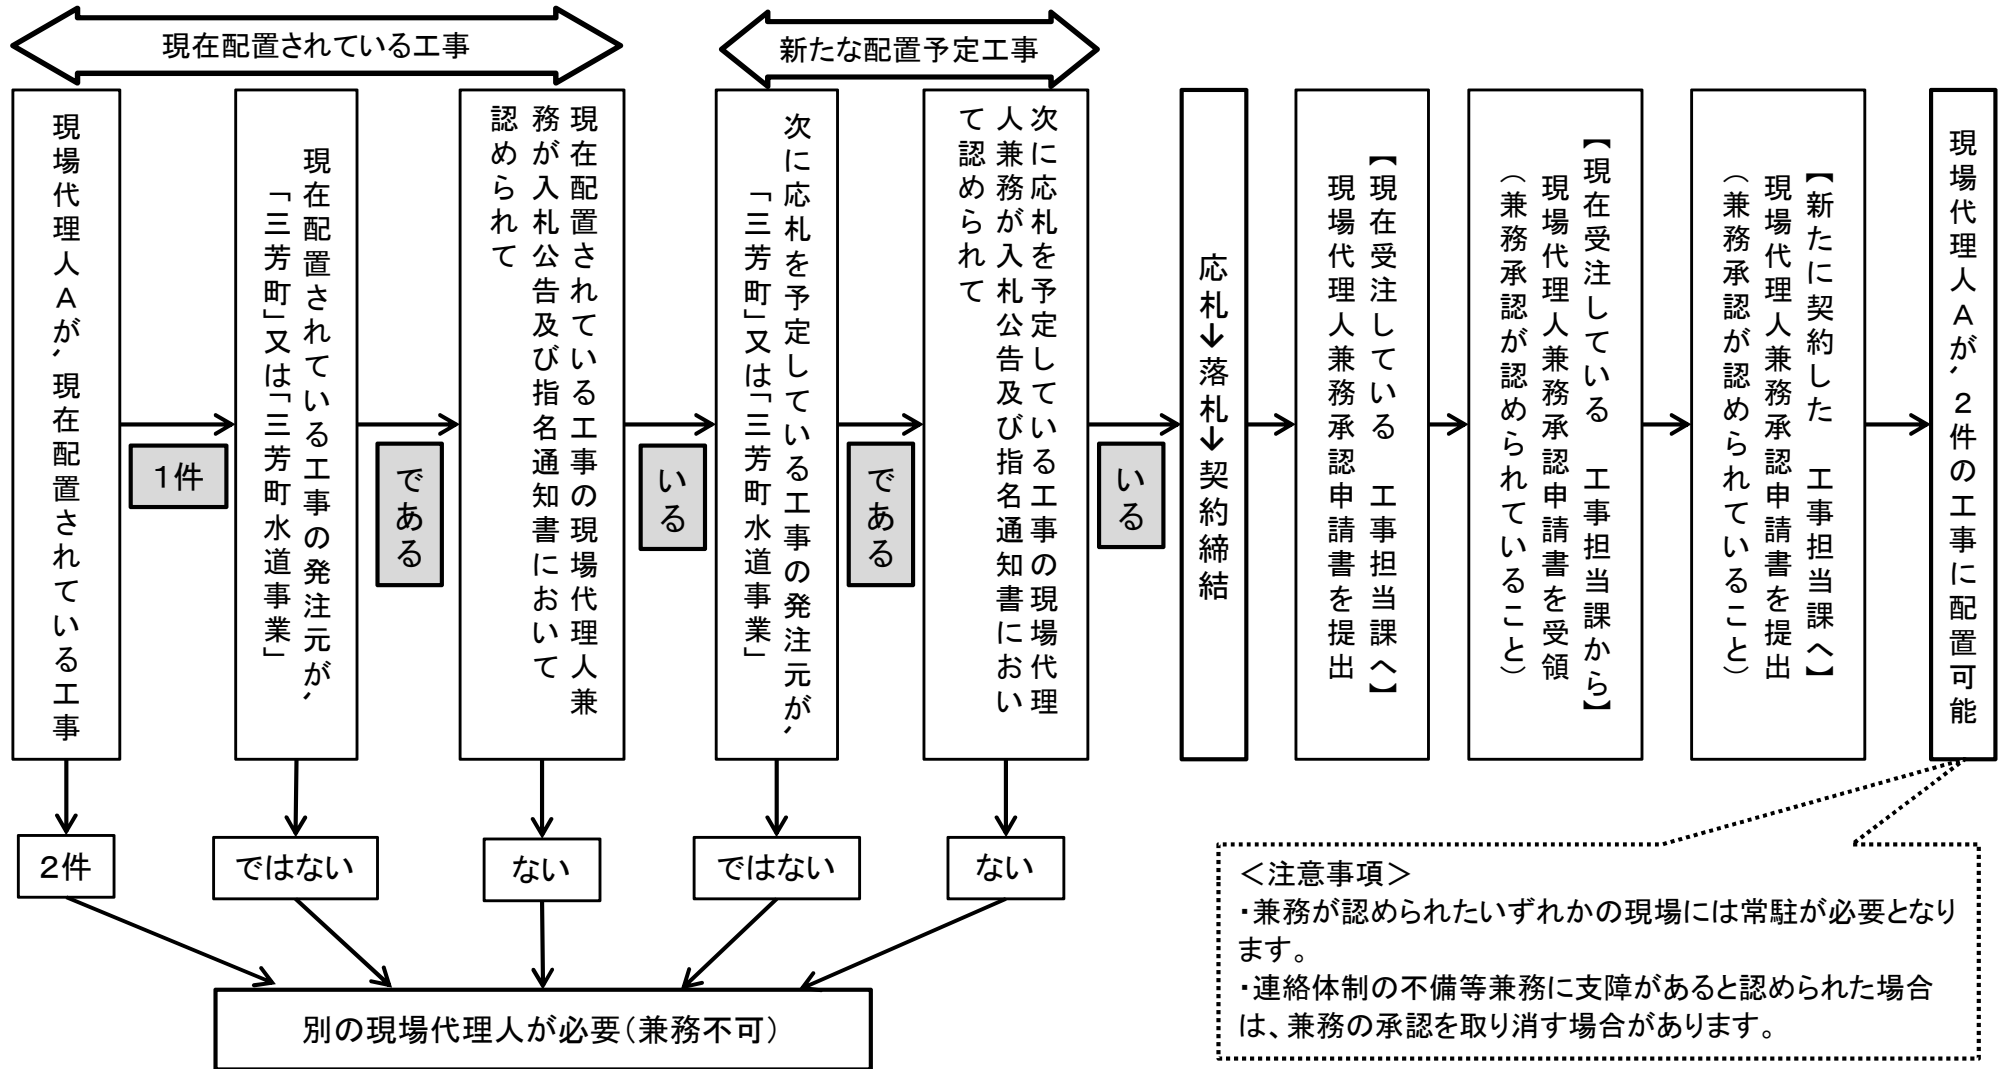 現在配置されている工事
新たな配置予定工事
現場代理人Aが、現在配置されている工事
1件
2件
現在配置されている工事の発注元が、
「三芳町」又は「三芳町水道事業」
である
ではない
現在配置されている工事の現場代理人兼
務が入札公告及び指名通知書において
認められて
いる
ない
次に応札を予定している工事の発注元が、
「三芳町」又は「三芳町水道事業」
である
ではない
次に応札を予定している工事の現場代理
人兼務が入札公告及び指名通知書におい
て認められて
いる
ない
応札↓落札↓契約締結
【現在受注している 工事担当課へ】
現場代理人兼務承認申請書を提出
【現在受注している 工事担当課から】
現場代理人兼務承認申請書を受領
（兼務承認が認められていること）
【新たに契約した 工事担当課へ】
現場代理人兼務承認申請書を提出
（兼務承認が認められていること）
現場代理人Aが、2件の工事に配置可能
別の現場代理人が必要（兼務不可）
＜注意事項＞
・兼務が認められたいずれかの現場には常駐が必要となり
ます。
・連絡体制の不備等兼務に支障があると認められた場合
は、兼務の承認を取り消す場合があります。